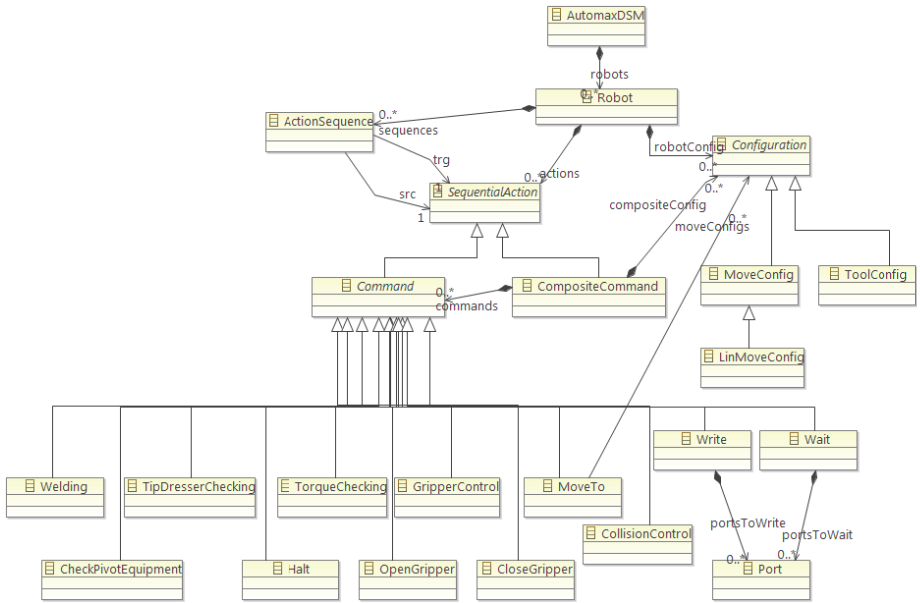 AutomaxDSM
robots
0..*
Robot
0..*
ActionSequence
sequences
robotConfig
Configuration
trg
0..*
actions
0..*
1
SequentialAction
0..*
src
1
compositeConfig
0..*
moveConfigs
MoveConfig
ToolConfig
Command
0..*
CompositeCommand
commands
LinMoveConfig
Write
Wait
Welding
TipDresserChecking
TorqueChecking
GripperControl
MoveTo
portsToWrite
CollisionControl
portsToWait
0..*
0..*
CheckPivotEquipment
Halt
OpenGripper
CloseGripper
Port